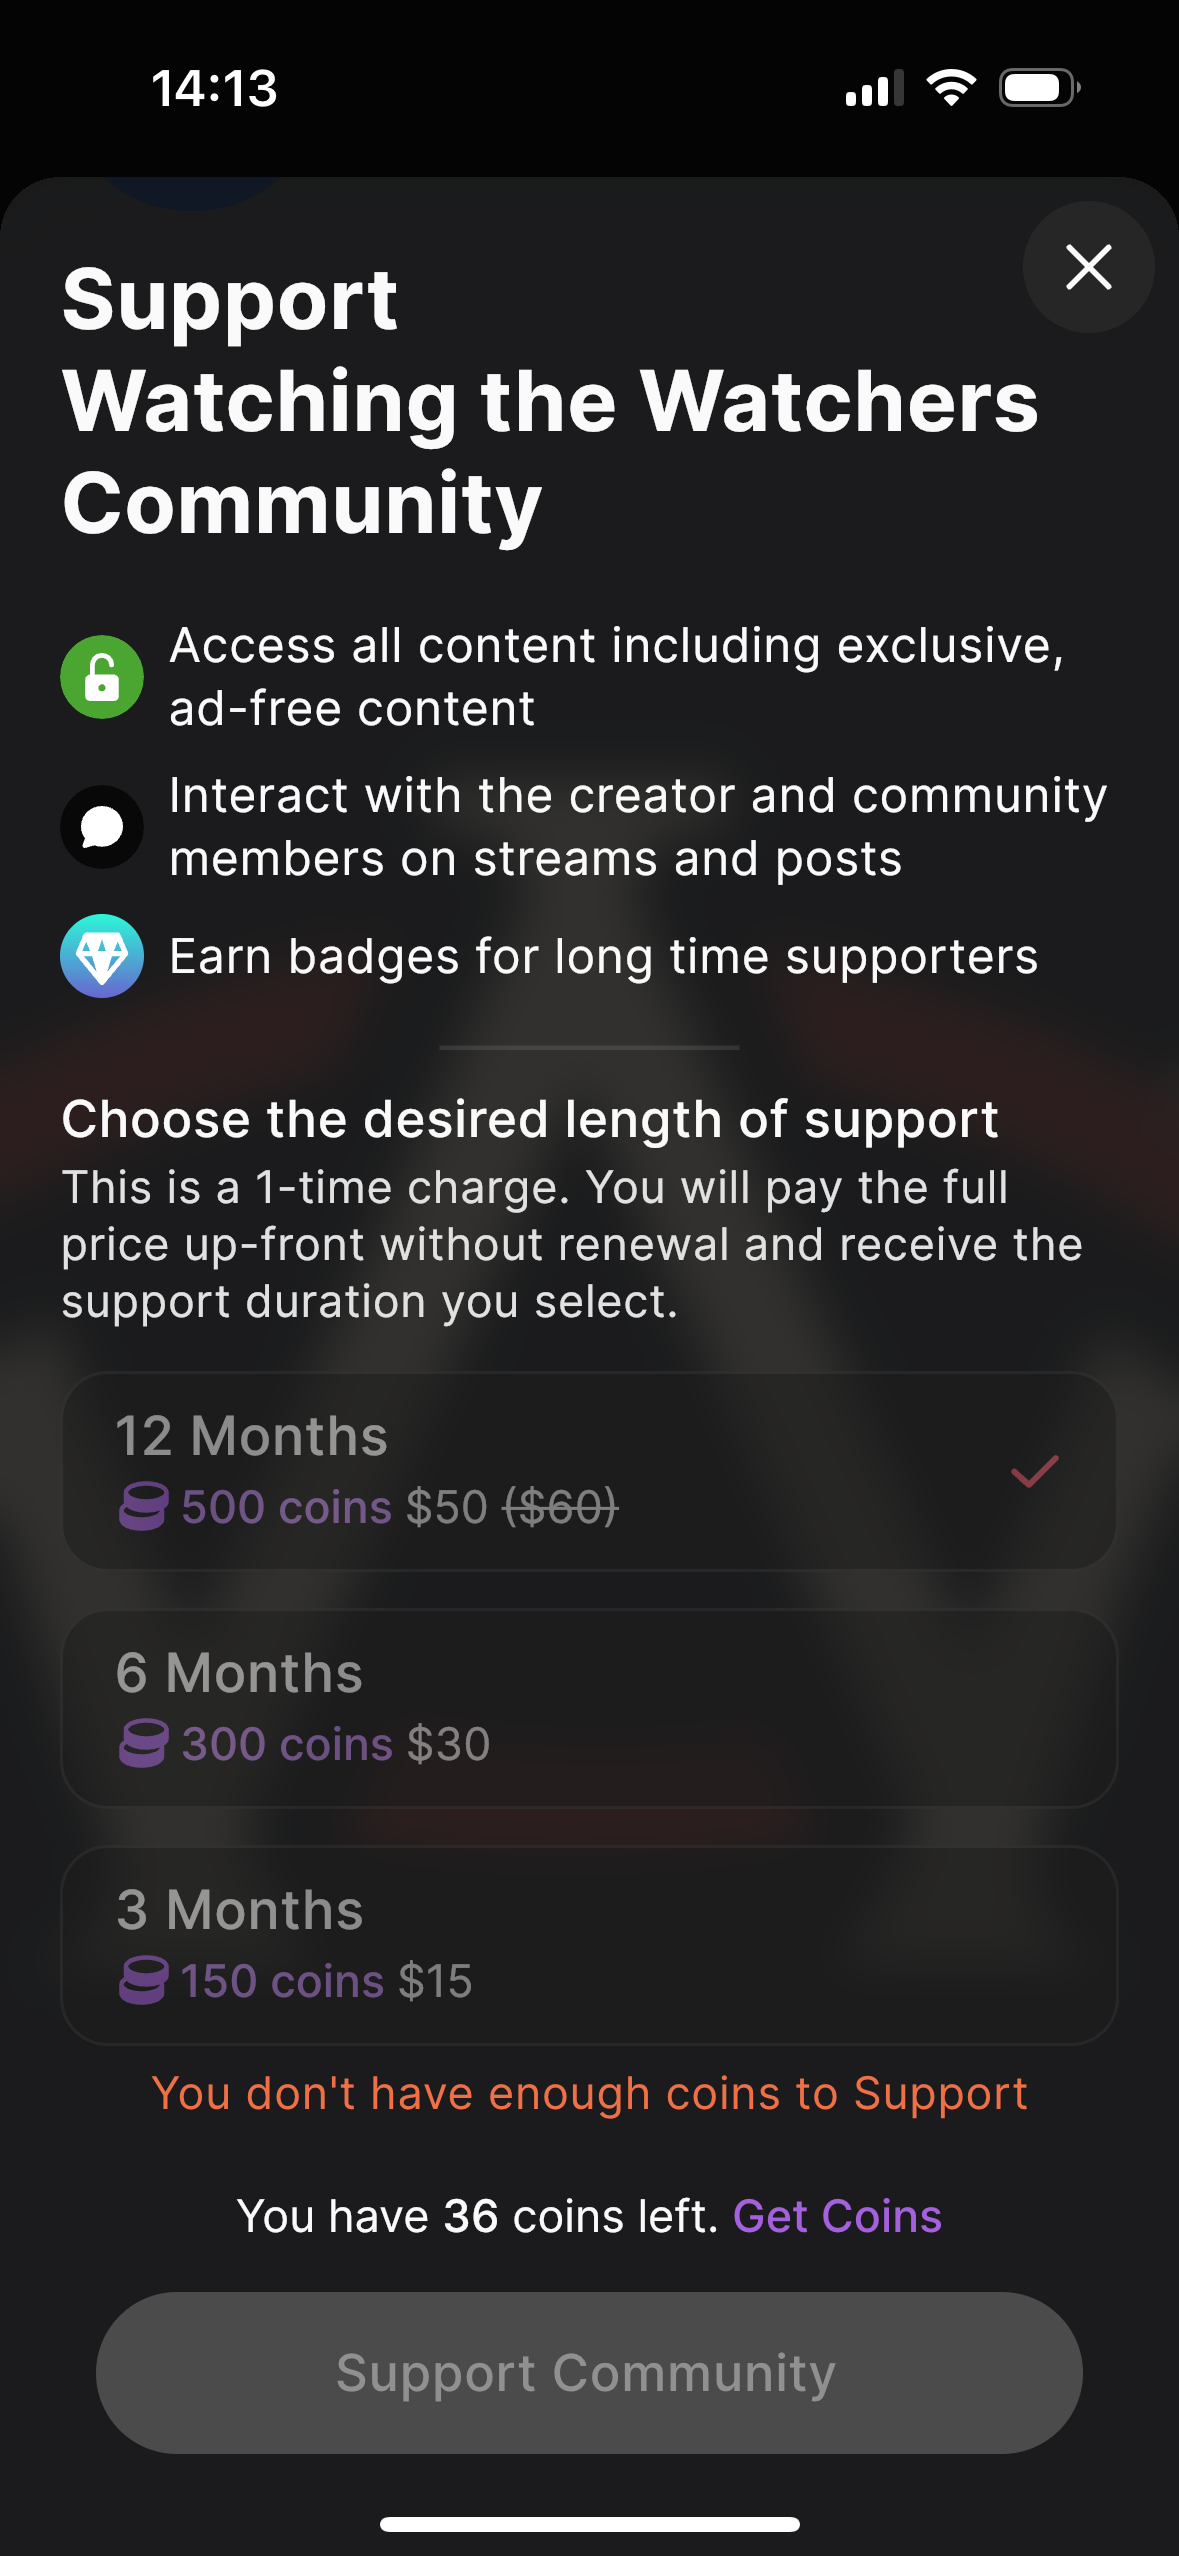 14:13
Support
Watching the Watchers
Community
Access all content including exclusive,
ad-free content
Interact with the creator and community
members on streams and posts
Earn badges for long time supporters
Choose the desired length of support
This is a 1-time charge. You will pay the full
price up-front without renewal and receive the
support duration you select.
12 Months
500 coins $50 ($60)
6 Months
300 coins $30
3 Months
150 coins $15
You don't have enough coins to Support
You have 36 coins left. Get Coins
Support Community